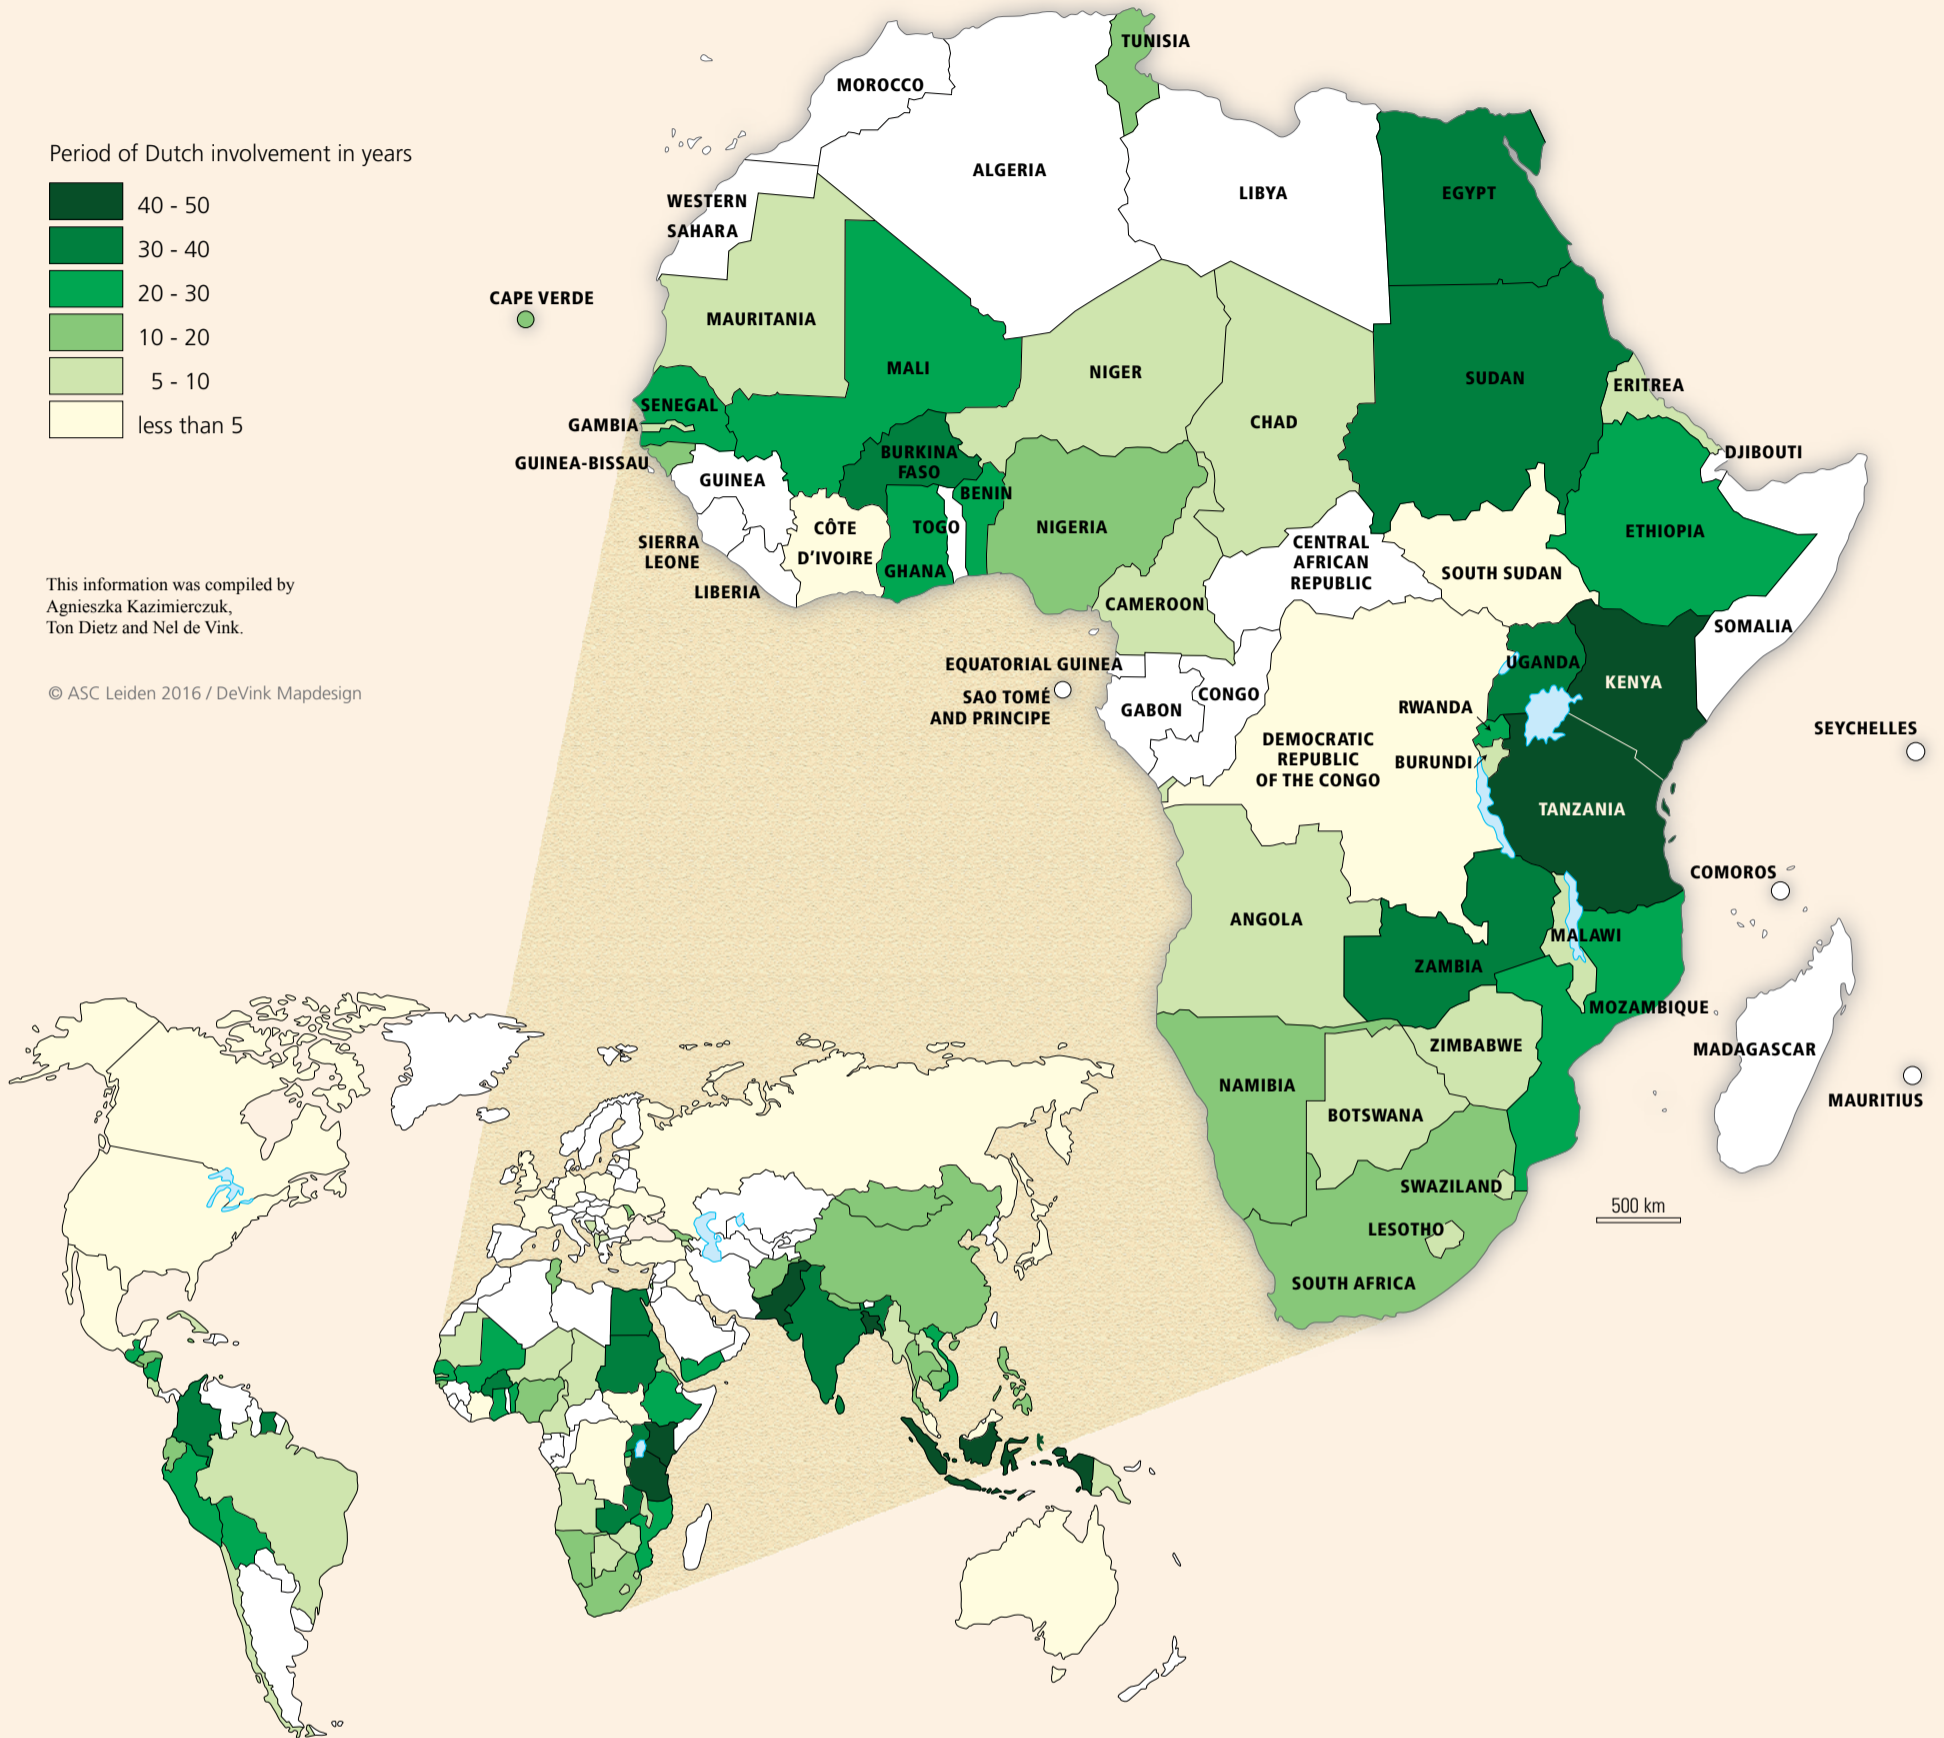 Period of Dutch involvement in years
40 - 50
30 - 40
20 - 30
10 - 20
5 - 10
less than 5
This information was compiled by
Agnieszka Kazimierczuk,
Ton Dietz and Nel de Vink.
© ASC Leiden 2016 / DeVink Mapdesign
TUNISIA
MOROCCO
ALGERIA
LIBYA
EGYPT
WESTERN
SAHARA
CAPE VERDE
MAURITANIA
MALI
NIGER
CHAD
SUDAN
ERITREA
SENEGAL
GAMBIA
GUINEA-BISSAU
GUINEA
BURKINA
FASO
BENIN
DJIBOUTI
SIERRA
LEONE
LIBERIA
CÔTE
D'IVOIRE
TOGO
GHANA
NIGERIA
CENTRAL
AFRICAN
REPUBLIC
SOUTH SUDAN
ETHIOPIA
CAMEROON
SOMALIA
EQUATORIAL GUINEA
SAO TOMÉ
AND PRINCIPE
GABON
CONGO
UGANDA
KENYA
RWANDA
BURUNDI
DEMOCRATIC
REPUBLIC
OF THE CONGO
TANZANIA
SEYCHELLES
COMOROS
ANGOLA
ZAMBIA
MALAWI
MOZAMBIQUE
MADAGASCAR
MAURITIUS
ZIMBABWE
NAMIBIA
BOTSWANA
SWAZILAND
LESOTHO
SOUTH AFRICA
500 km